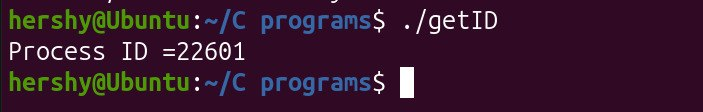 hershy@Ubuntu:~/C programs$ ./getID
Process ID =22601
hershy@Ubuntu:~/C programs$